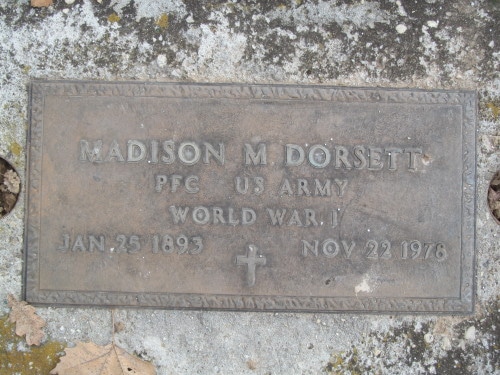 MADISON M DORSETT
PFC US ARMY
WORLD WAR I
JAN 25 1893 NOV 22 1978